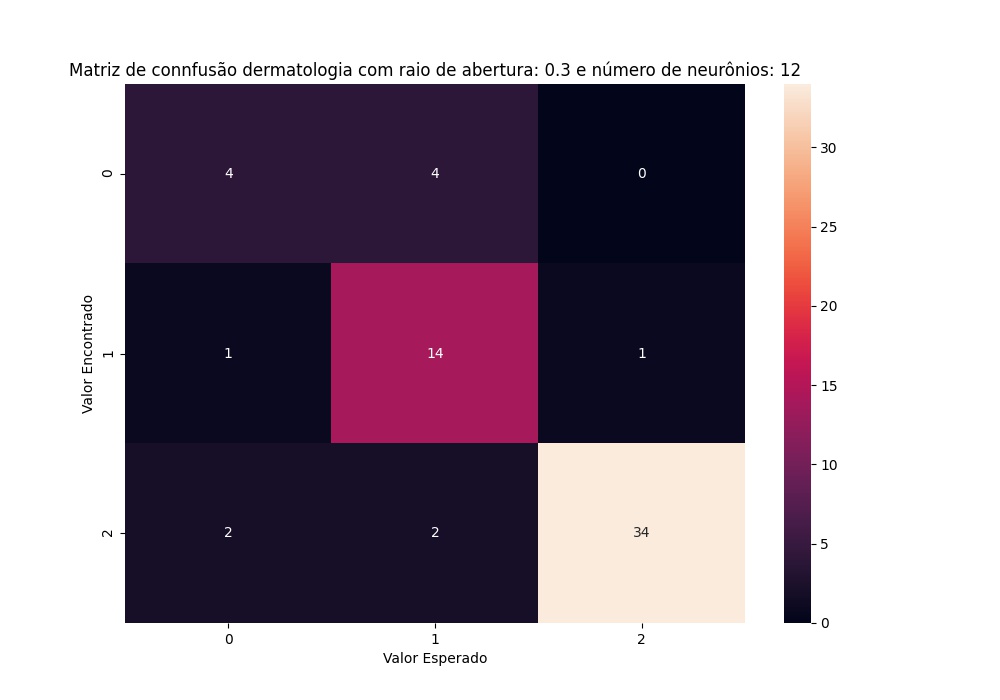 Matriz de connfusão dermatologia com raio de abertura: 0.3 e número de neurônios: 12
4 4 0
1 14 1
2 2 34
0
1
2
Valor Encontrado
0 1 2
Valor Esperado
30
25
20
15
10
5
0